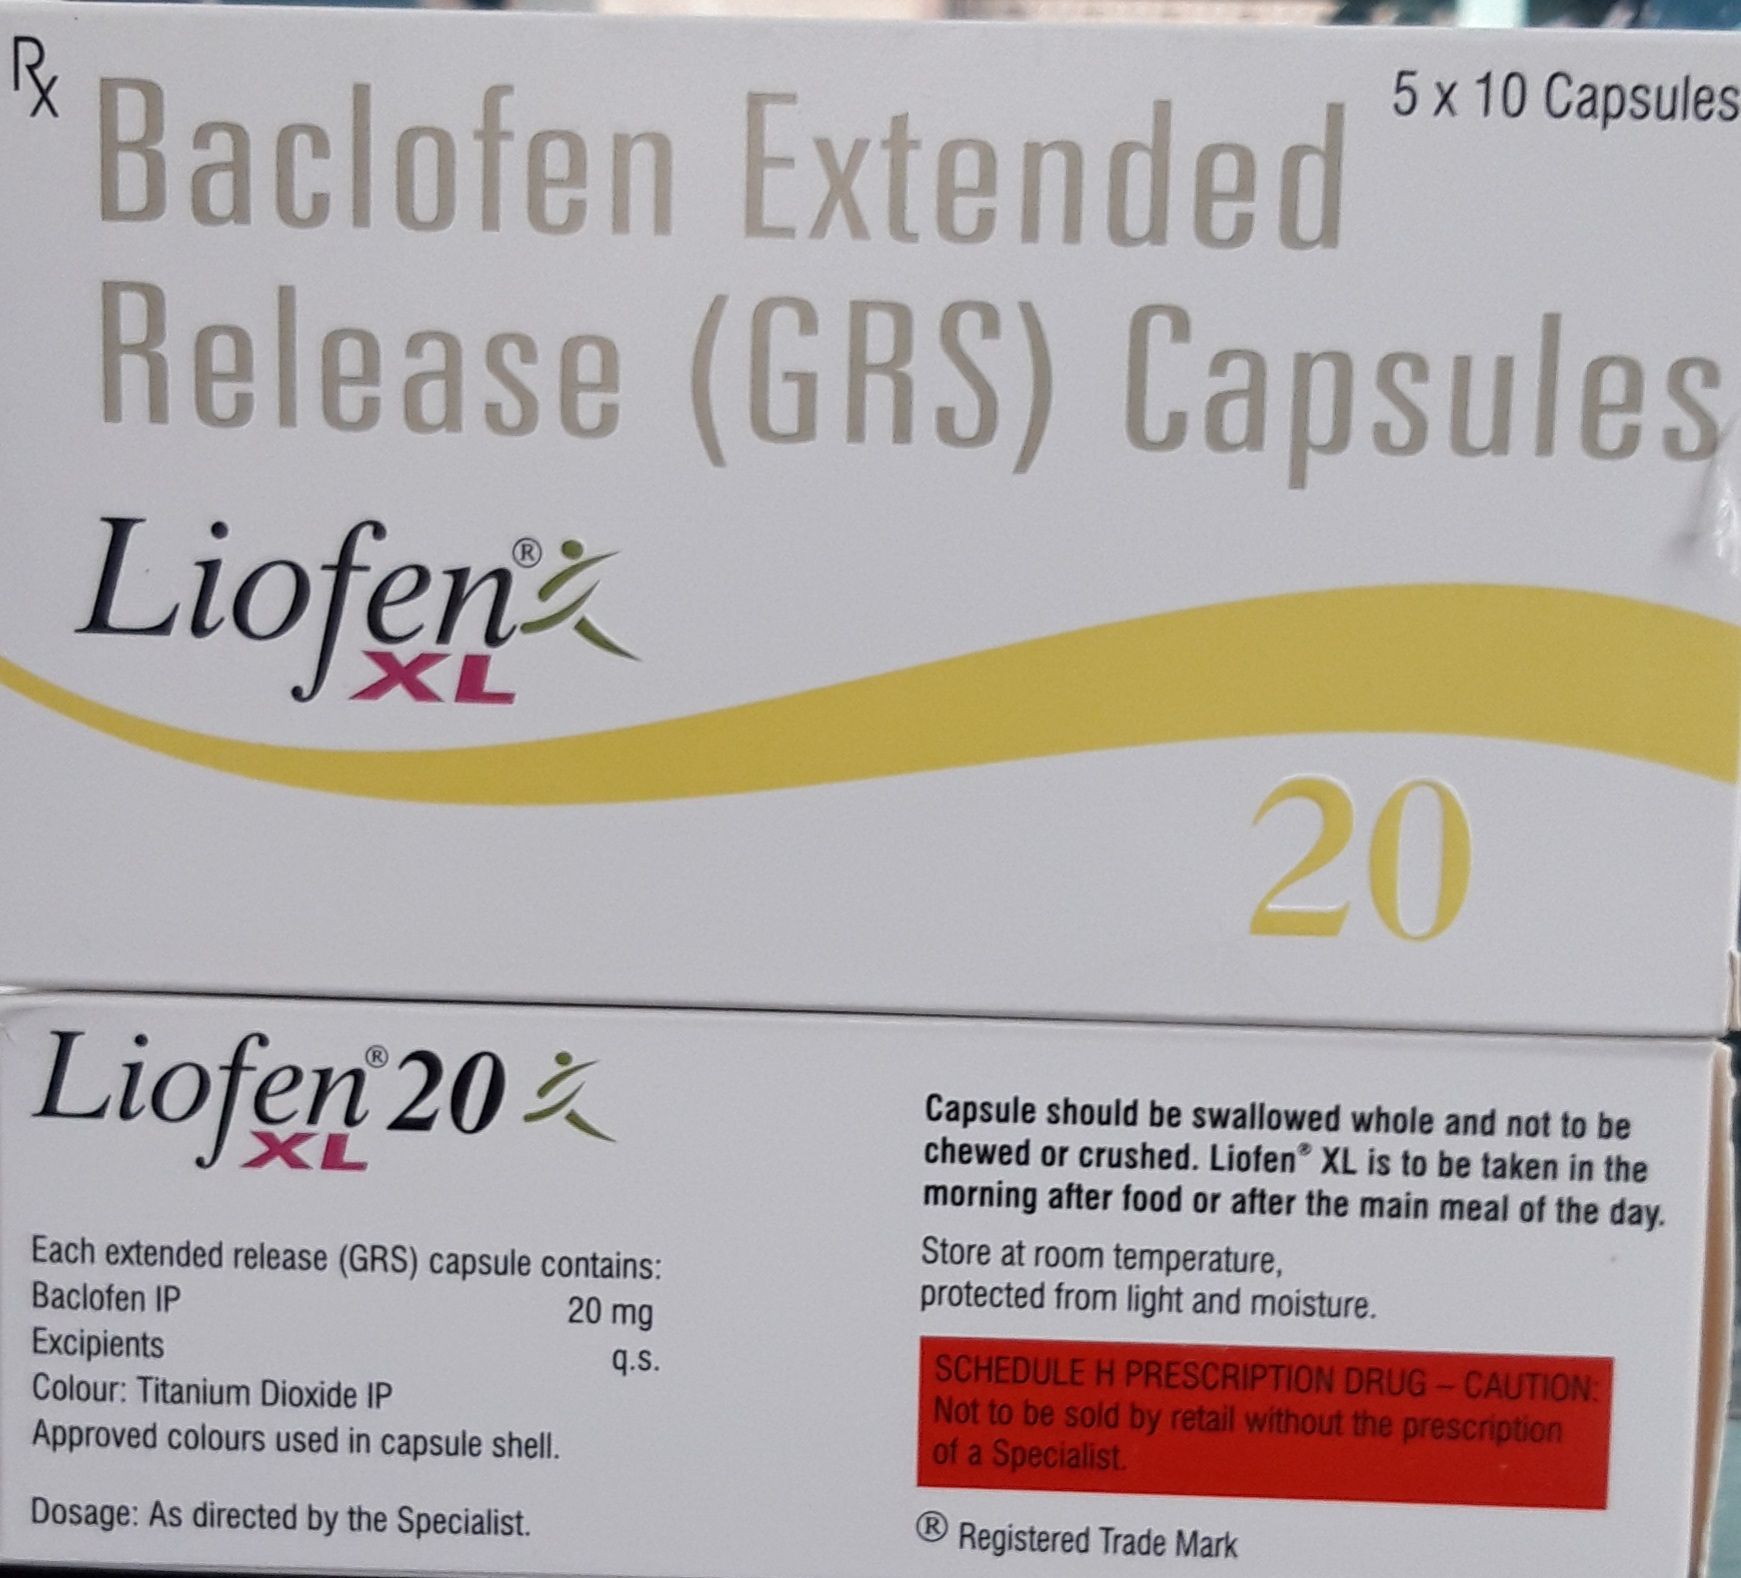 Rx
5 x 10 Capsules
Baclofen Extended
Release (GRS) Capsules
Liofen®
XL
20
Liofen® 20
XL
Each extended release (GRS) capsule contains:
Baclofen IP 20 mg
Excipients q.s.
Colour: Titanium Dioxide IP
Approved colours used in capsule shell.
Dosage: As directed by the Specialist.
Capsule should be swallowed whole and not to be
chewed or crushed. Liofen® XL is to be taken in the
morning after food or after the main meal of the day.
Store at room temperature,
protected from light and moisture.
SCHEDULE H PRESCRIPTION DRUG – CAUTION:
Not to be sold by retail without the prescription
of a Specialist.
® Registered Trade Mark